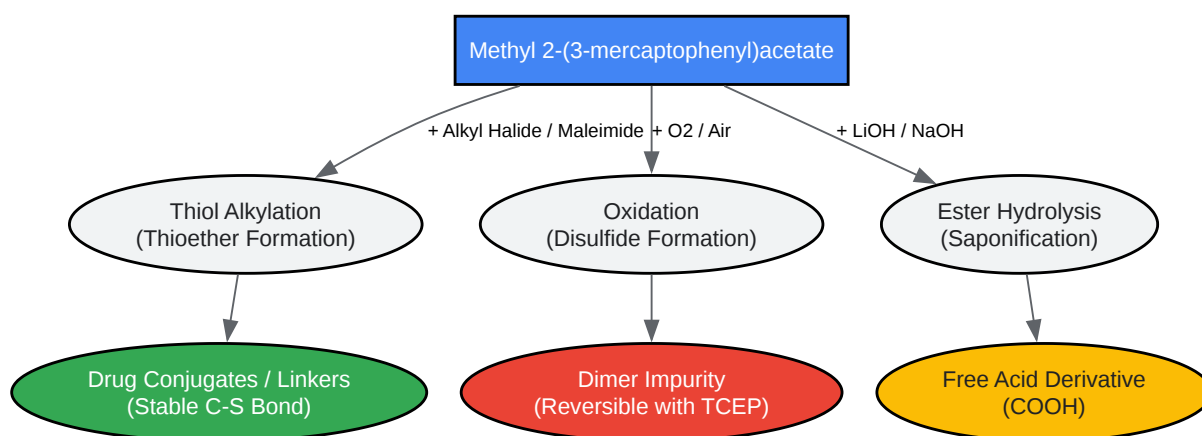 Methyl 2-(3-mercaptophenyl)acetate
+ Alkyl Halide / Maleimide
+ O2 / Air
+ LiOH / NaOH
Thiol Alkylation
(Thioether Formation)
Oxidation
(Disulfide Formation)
Ester Hydrolysis
(Saponification)
Drug Conjugates / Linkers
(Stable C-S Bond)
Dimer Impurity
(Reversible with TCEP)
Free Acid Derivative
(COOH)